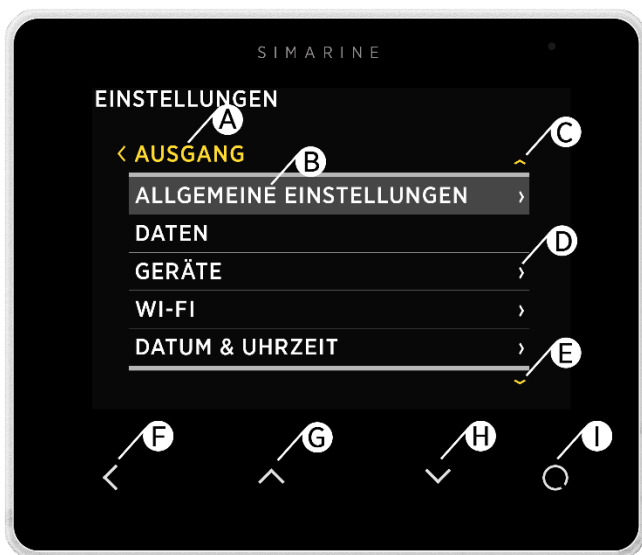 SIMARINE
EINSTELLUNGEN
A
< AUSGANG
B
C
ALLGEMEINE EINSTELLUNGEN ›
DATEN
D
GERÄTE ›
WI-FI ›
DATUM & UHRZEIT ›
E
F G H I